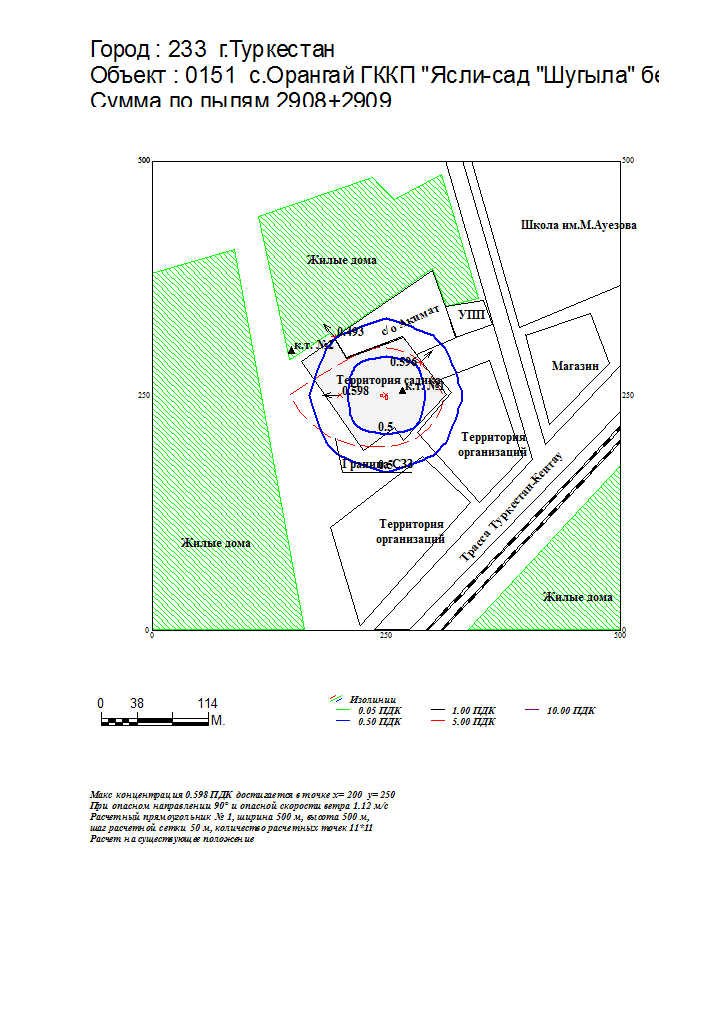 Город : 233 г.Туркестан
Объект : 0151 с.Орангай ГККП "Ясли-сад "Шугыла" бе
Сумма по пылям 2908+2909
500
500
Школа им.М.Ауезова
Жилые дома
УПП
с/о Акимат
0.493
к.т. №2
0.596
Магазин
Территория садика
0.598
к.т. №1
250
250
0.5
Территория
организаций
Граница СЗЗ
0.5
Трасса Туркестан-Кентау
Территория
организаций
Жилые дома
Жилые дома
0
0
250
500
0 38 114
М.
Изолинии
0.05 ПДК
0.50 ПДК
1.00 ПДК
5.00 ПДК
10.00 ПДК
Макс концентрация 0.598 ПДК достигается в точке x= 200 y= 250
При опасном направлении 90° и опасной скорости ветра 1.12 м/с
Расчетный прямоугольник № 1, ширина 500 м, высота 500 м,
шаг расчетной сетки 50 м, количество расчетных точек 11*11
Расчет на существующее положение